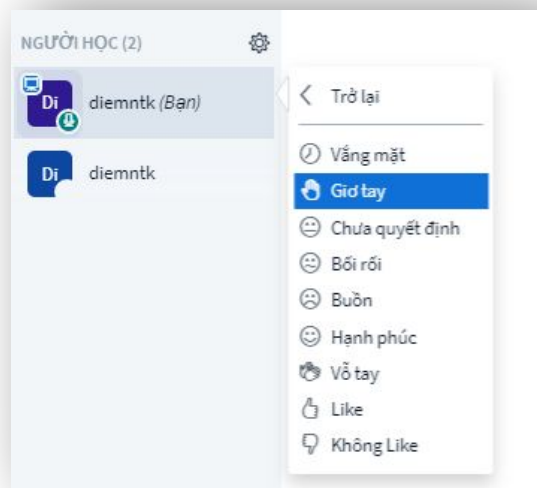 NGƯỜI HỌC (2)
Di
diemntk (Bạn)
Di
diemntk
Trở lại
Vắng mặt
Giơ tay
Chưa quyết định
Bối rối
Buồn
Hạnh phúc
Vỗ tay
Like
Không Like